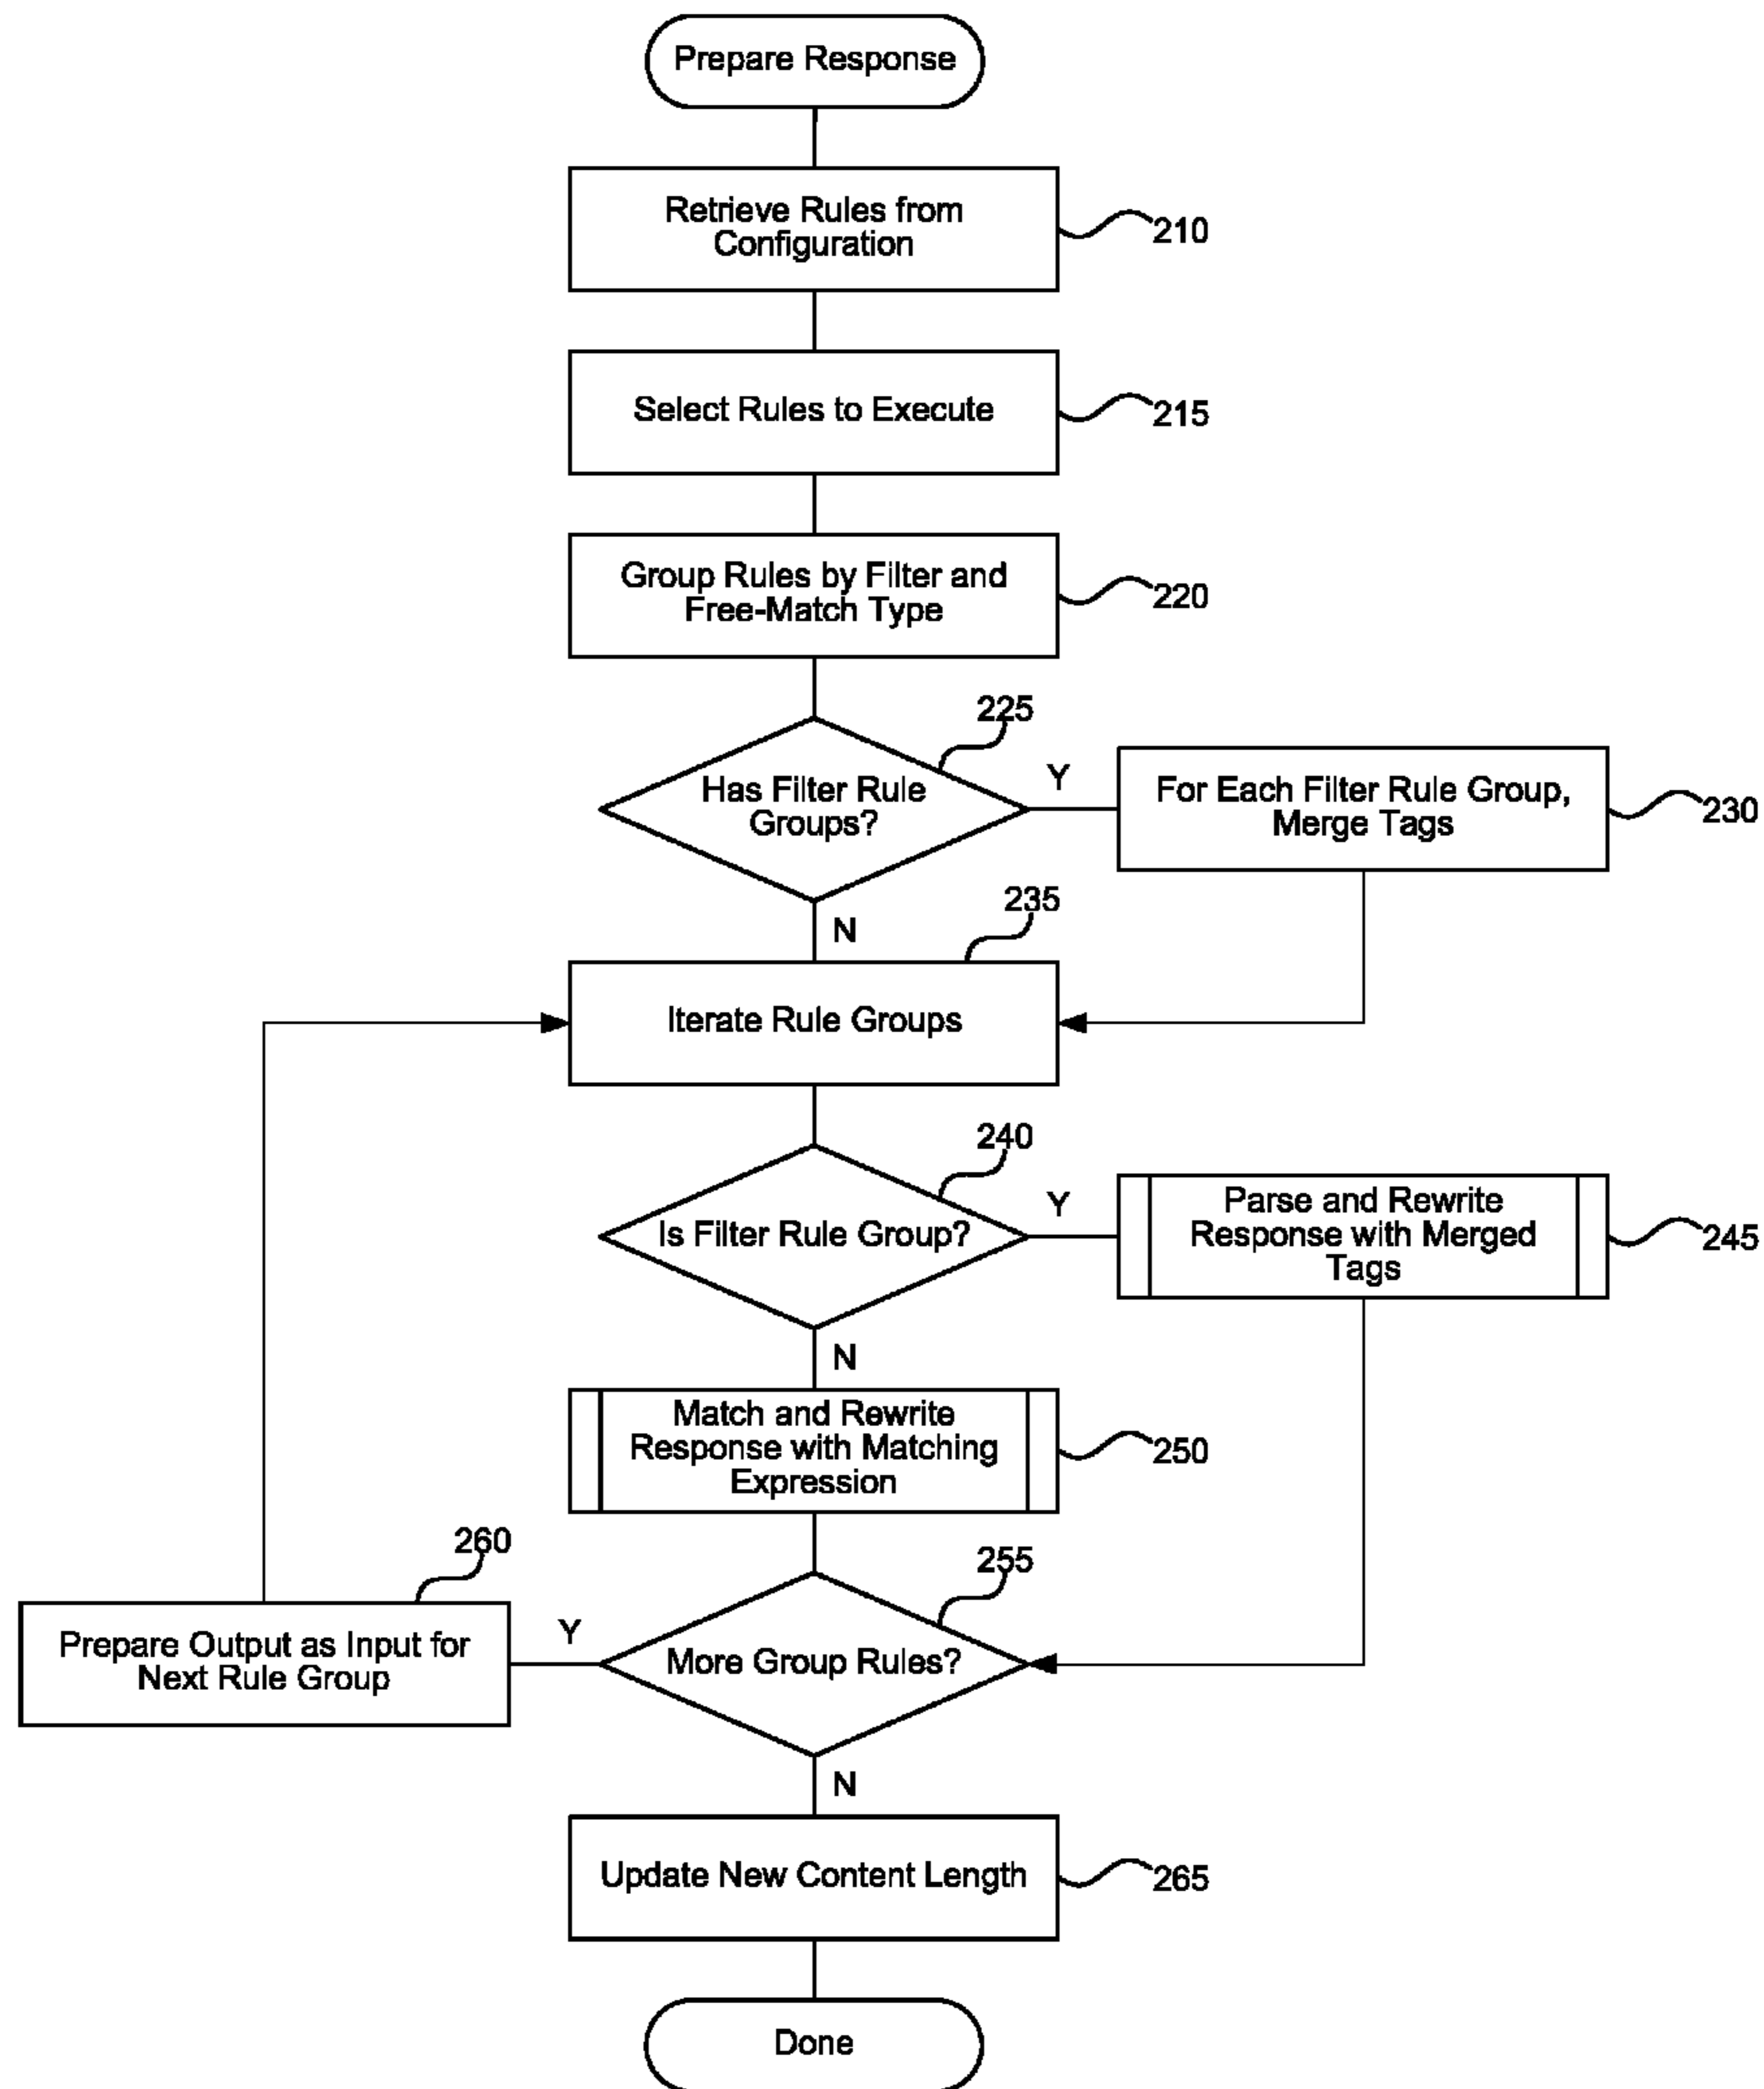 Prepare Response
Retrieve Rules from
Configuration
210
Select Rules to Execute
215
Group Rules by Filter and
Free-Match Type
220
225
Has Filter Rule
Groups?
Y
For Each Filter Rule Group,
Merge Tags
230
N
235
Iterate Rule Groups
240
Is Filter Rule Group?
Y
Parse and Rewrite
Response with Merged
Tags
245
N
Match and Rewrite
Response with Matching
Expression
250
255
More Group Rules?
Y
260
Prepare Output as Input for
Next Rule Group
N
Update New Content Length
265
Done